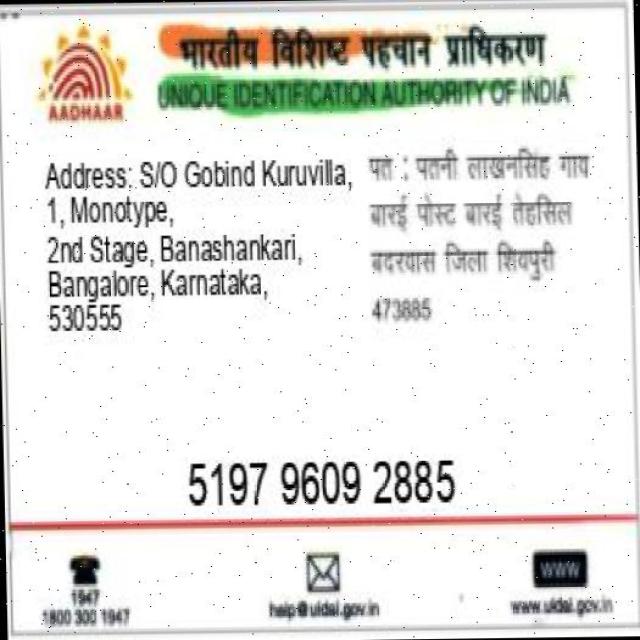 भारतीय विशिष्ट पहचान प्राधिकरण
UNIQUE IDENTIFICATION AUTHORITY OF INDIA
AADHAAR
Address: S/O Gobind Kuruvilla,
1, Monotype,
2nd Stage, Banashankari,
Bangalore, Karnataka,
530555
पत : पतनी लाखनसिंह गाव
बारई पोस्ट बारई तेहसिल
बदरवास जिला शिवपुरी
473885
5197 9609 2885
1947
1800 300 1947
help@uidai.gov.in
WWW
www.uidai.gov.in